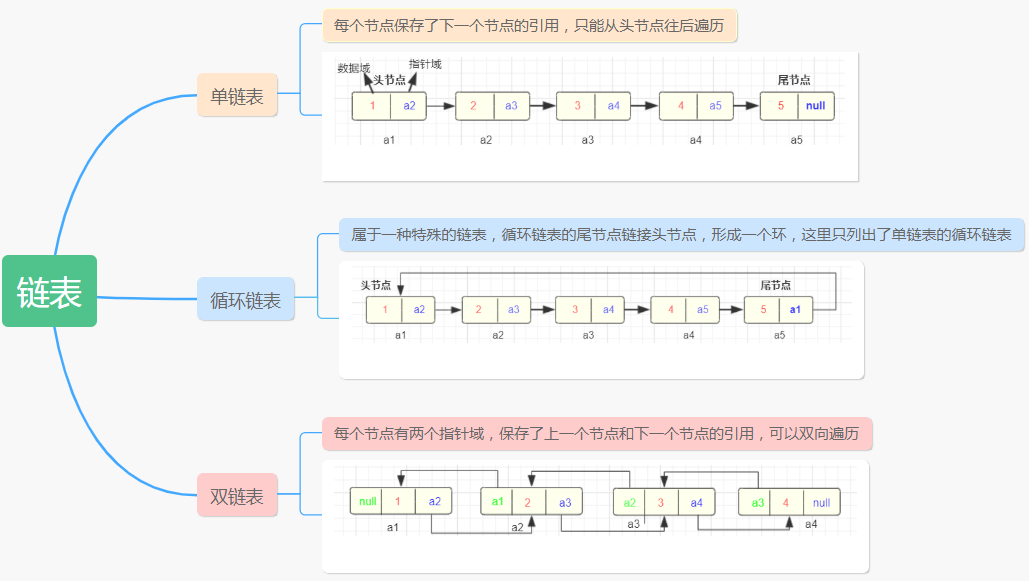 链表
单链表
每个节点保存了下一个节点的引用，只能从头节点往后遍历
数据域 指针域
头节点 尾节点
1 a2 2 a3 3 a4 4 a5 5 null
a1 a2 a3 a4 a5
循环链表
属于一种特殊的链表，循环链表的尾节点链接头节点，形成一个环，这里只列出了单链表的循环链表
头节点 尾节点
1 a2 2 a3 3 a4 4 a5 5 a1
a1 a2 a3 a4 a5
双链表
每个节点有两个指针域，保存了上一个节点和下一个节点的引用，可以双向遍历
null 1 a2 a1 2 a3 a2 3 a4 a3 4 null
a1 a2 a3 a4